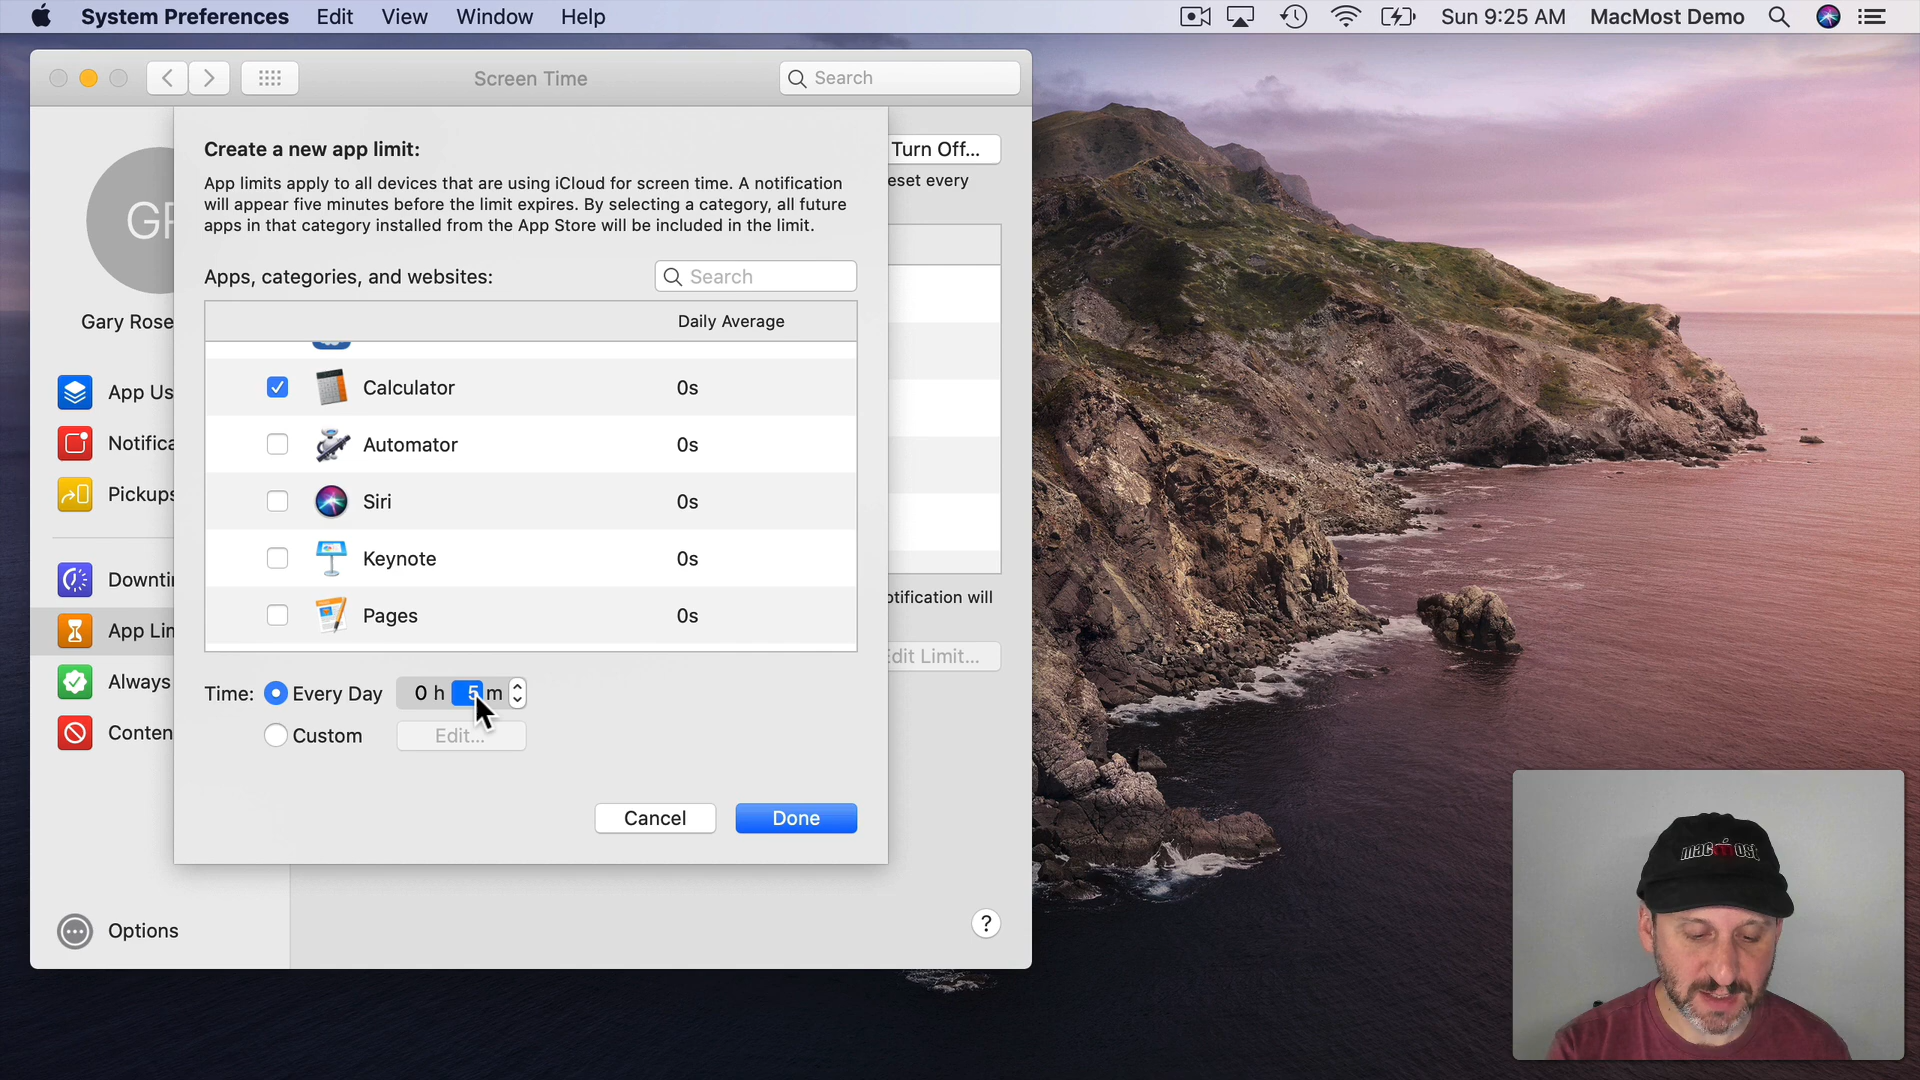 System Preferences Edit View Window Help Sun 9:25 AM MacMost Demo
Screen Time Search
Create a new app limit:
App limits apply to all devices that are using iCloud for screen time. A notification
will appear five minutes before the limit expires. By selecting a category, all future
apps in that category installed from the App Store will be included in the limit.
Apps, categories, and websites: Search
Daily Average
Calculator 0s
Automator 0s
Siri 0s
Keynote 0s
Pages 0s
Time: Every Day 0 h 5 m
Custom Edit...
Cancel Done
Turn Off...
eset every
otification will
dit Limit...
GR
Gary Rose
App Us
Notifica
Pickups
Downti
App Lim
Always
Conten
Options
?
macmost